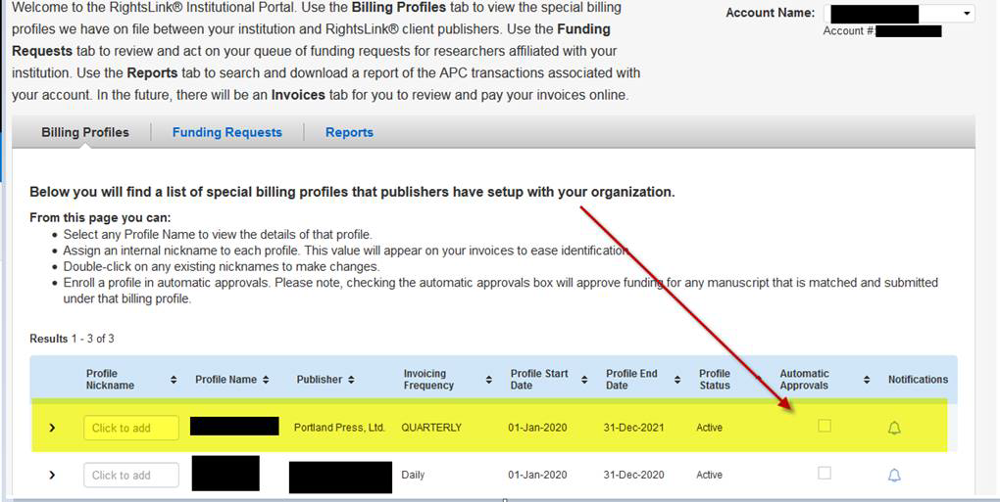 Welcome to the RightsLink® Institutional Portal. Use the Billing Profiles tab to view the special billing
profiles we have on file between your institution and RightsLink® client publishers. Use the Funding
Requests tab to review and act on your queue of funding requests for researchers affiliated with your
institution. Use the Reports tab to search and download a report of the APC transactions associated with
your account. In the future, there will be an Invoices tab for you to review and pay your invoices online.
Account Name:
Account #:
Billing Profiles Funding Requests Reports
Below you will find a list of special billing profiles that publishers have setup with your organization.
From this page you can:
• Select any Profile Name to view the details of that profile.
• Assign an internal nickname to each profile. This value will appear on your invoices to ease identification.
• Double-click on any existing nicknames to make changes.
• Enroll a profile in automatic approvals. Please note, checking the automatic approvals box will approve funding for any manuscript that is matched and submitted
under that billing profile.
Results 1 - 3 of 3
Profile Nickname Profile Name Publisher Invoicing Frequency Profile Start Date Profile End Date Profile Status Automatic Approvals Notifications
Click to add Portland Press, Ltd. QUARTERLY 01-Jan-2020 31-Dec-2021 Active
Click to add Daily 01-Jan-2020 31-Dec-2020 Active